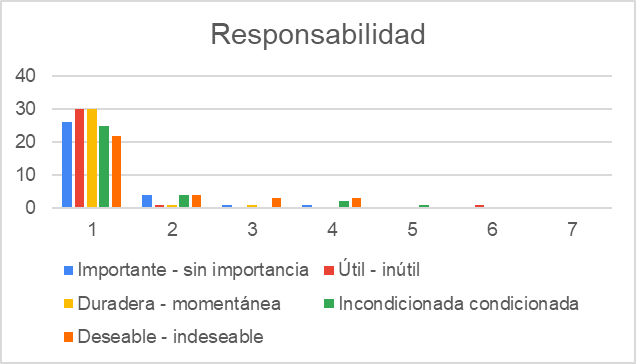 Responsabilidad
40
30
20
10
0
1 2 3 4 5 6 7
Importante - sin importancia Útil - inútil
Duradera - momentánea Incondicionada condicionada
Deseable - indeseable